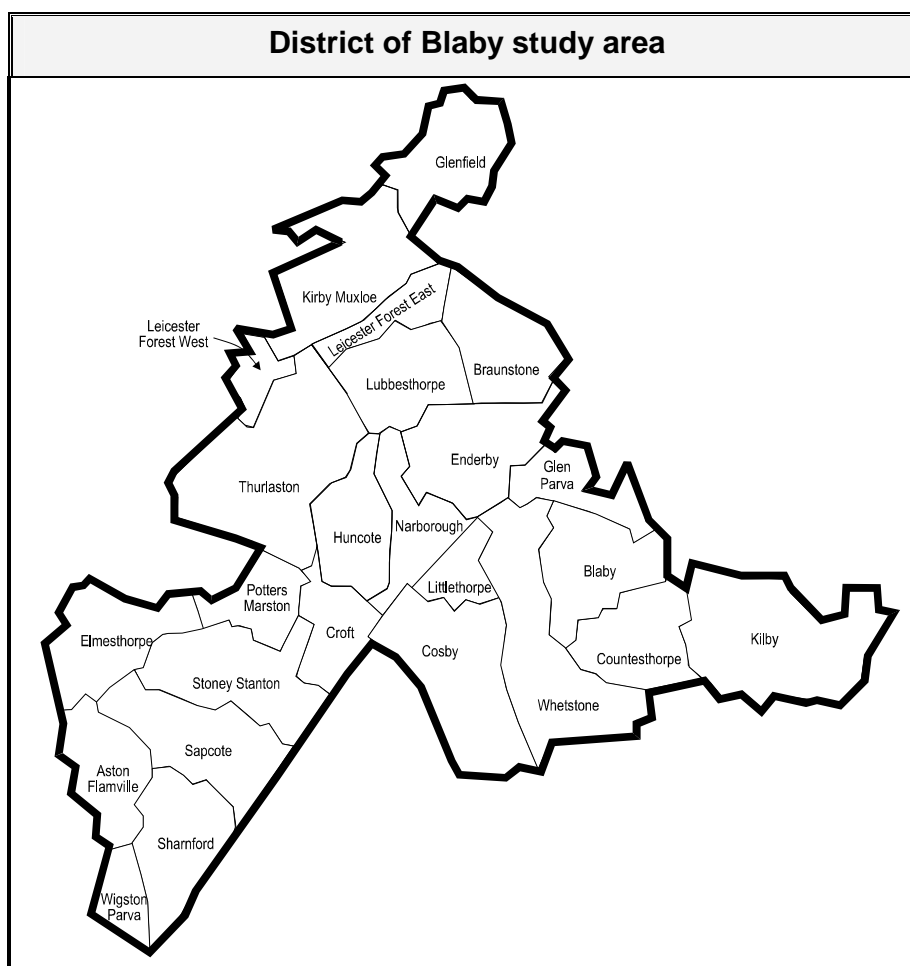 District of Blaby study area
Glenfield
Kirby Muxloe
Leicester Forest East
Leicester
Forest West
Braunstone
Lubbesthorpe
Enderby
Glen
Parva
Thurlaston
Narborough
Huncote
Blaby
Littlethorpe
Potters
Marston
Croft
Kilby
Elmesthorpe
Cosby
Countesthorpe
Stoney Stanton
Whetstone
Sapcote
Aston
Flamville
Sharnford
Wigston
Parva